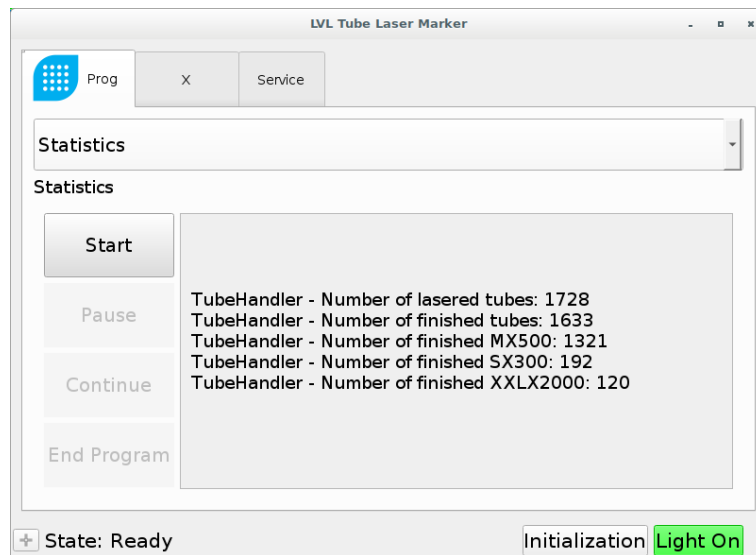 LVL Tube Laser Marker
Prog X Service
Statistics
Statistics
Start
Pause
Continue
End Program
TubeHandler - Number of lasered tubes: 1728
TubeHandler - Number of finished tubes: 1633
TubeHandler - Number of finished MX500: 1321
TubeHandler - Number of finished SX300: 192
TubeHandler - Number of finished XXLX2000: 120
State: Ready
Initialization Light On